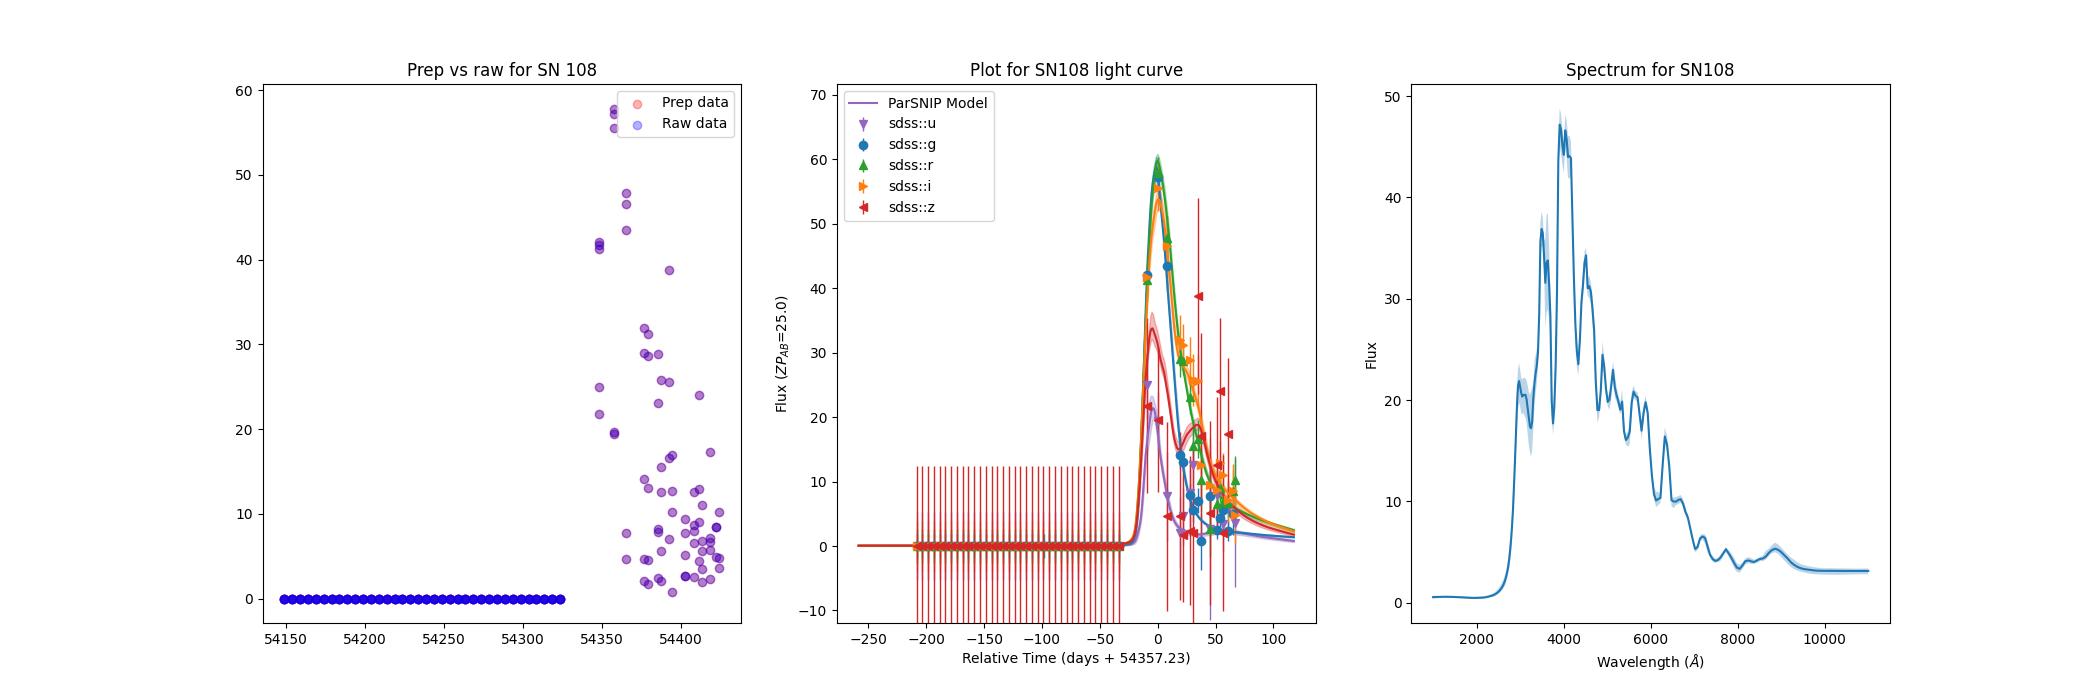 Prep vs raw for SN 108
60
50
40
30
20
10
0
54150
54200
54250
54300
54350
54400
Prep data
Raw data
Plot for SN108 light curve
Flux (ZP_AB=25.0)
70
60
50
40
30
20
10
0
−10
−250
−200
−150
−100
−50
0
50
100
Relative Time (days + 54357.23)
ParSNIP Model
sdss::u
sdss::g
sdss::r
sdss::i
sdss::z
Spectrum for SN108
Flux
50
40
30
20
10
0
2000
4000
6000
8000
10000
Wavelength (Å)